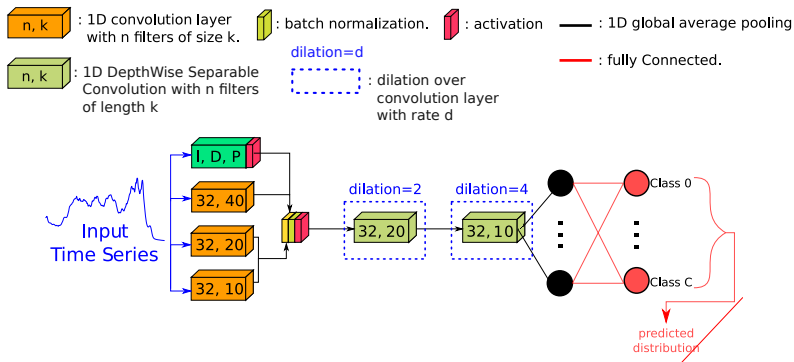 n, k
: 1D convolution layer
with n filters of size k.
: batch normalization.
: activation
: 1D global average pooling
n, k
: 1D DepthWise Separable
Convolution with n filters
of length k
dilation=d
: dilation over
convolution layer
with rate d
: fully Connected.
I, D, P
32, 40
32, 20
32, 10
Input
Time Series
dilation=2
32, 20
dilation=4
32, 10
Class 0
Class C
predicted
distribution